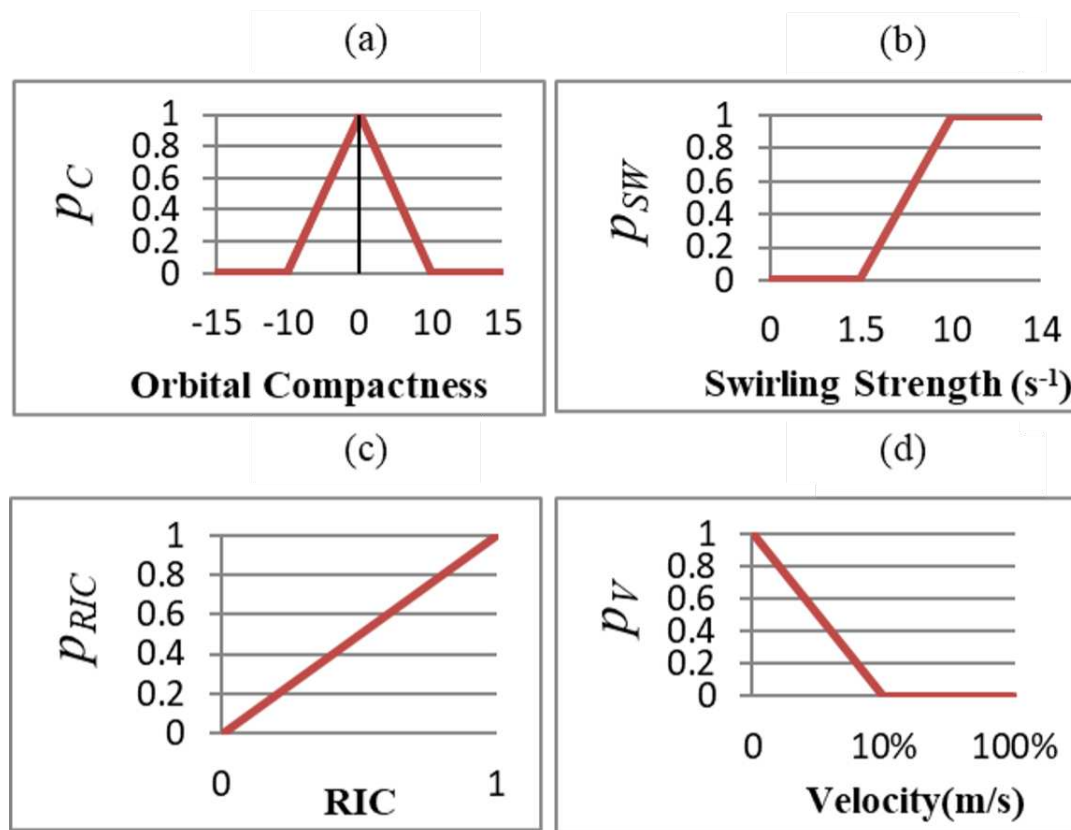 (a)
1
0.8
0.6
0.4
0.2
0
p_C
-15 -10 0 10 15
Orbital Compactness
(b)
1
0.8
0.6
0.4
0.2
0
p_SW
0 1.5 10 14
Swirling Strength (s⁻¹)
(c)
1
0.8
0.6
0.4
0.2
0
p_RIC
0 1
RIC
(d)
1
0.8
0.6
0.4
0.2
0
p_V
0 10% 100%
Velocity(m/s)